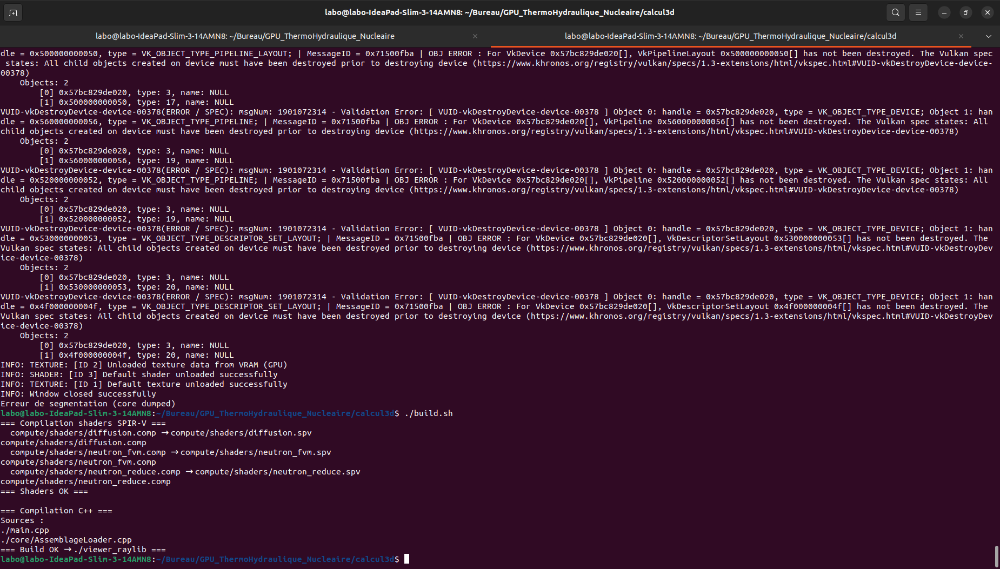 labo@labo-IdeaPad-Slim-3-14AMN8: ~/Bureau/GPU_ThermoHydraulique_Nucleaire/calcul3d
labo@labo-IdeaPad-Slim-3-14AMN8: ~/Bureau/GPU_ThermoHydraulique_Nucleaire
labo@labo-IdeaPad-Slim-3-14AMN8: ~/Bureau/GPU_ThermoHydraulique_Nucleaire/calcul3d
dle = 0x500000000050, type = VK_OBJECT_TYPE_PIPELINE_LAYOUT; | MessageID = 0x71500fba | OBJ ERROR : For VkDevice 0x57bc829de020[], VkPipelineLayout 0x500000000050[] has not been destroyed. The Vulkan spec
 states: All child objects created on device must have been destroyed prior to destroying device (https://www.khronos.org/registry/vulkan/specs/1.3-extensions/html/vkspec.html#VUID-vkDestroyDevice-device-
00378)
    Objects: 2
        [0] 0x57bc829de020, type: 3, name: NULL
        [1] 0x500000000050, type: 17, name: NULL
VUID-vkDestroyDevice-device-00378(ERROR / SPEC): msgNum: 1901072314 - Validation Error: [ VUID-vkDestroyDevice-device-00378 ] Object 0: handle = 0x57bc829de020, type = VK_OBJECT_TYPE_DEVICE; Object 1: han
dle = 0x560000000056, type = VK_OBJECT_TYPE_PIPELINE; | MessageID = 0x71500fba | OBJ ERROR : For VkDevice 0x57bc829de020[], VkPipeline 0x560000000056[] has not been destroyed. The Vulkan spec states: All
child objects created on device must have been destroyed prior to destroying device (https://www.khronos.org/registry/vulkan/specs/1.3-extensions/html/vkspec.html#VUID-vkDestroyDevice-device-00378)
    Objects: 2
        [0] 0x57bc829de020, type: 3, name: NULL
        [1] 0x560000000056, type: 19, name: NULL
VUID-vkDestroyDevice-device-00378(ERROR / SPEC): msgNum: 1901072314 - Validation Error: [ VUID-vkDestroyDevice-device-00378 ] Object 0: handle = 0x57bc829de020, type = VK_OBJECT_TYPE_DEVICE; Object 1: han
dle = 0x520000000052, type = VK_OBJECT_TYPE_PIPELINE; | MessageID = 0x71500fba | OBJ ERROR : For VkDevice 0x57bc829de020[], VkPipeline 0x520000000052[] has not been destroyed. The Vulkan spec states: All
child objects created on device must have been destroyed prior to destroying device (https://www.khronos.org/registry/vulkan/specs/1.3-extensions/html/vkspec.html#VUID-vkDestroyDevice-device-00378)
    Objects: 2
        [0] 0x57bc829de020, type: 3, name: NULL
        [1] 0x520000000052, type: 19, name: NULL
VUID-vkDestroyDevice-device-00378(ERROR / SPEC): msgNum: 1901072314 - Validation Error: [ VUID-vkDestroyDevice-device-00378 ] Object 0: handle = 0x57bc829de020, type = VK_OBJECT_TYPE_DEVICE; Object 1: han
dle = 0x530000000053, type = VK_OBJECT_TYPE_DESCRIPTOR_SET_LAYOUT; | MessageID = 0x71500fba | OBJ ERROR : For VkDevice 0x57bc829de020[], VkDescriptorSetLayout 0x530000000053[] has not been destroyed. The
Vulkan spec states: All child objects created on device must have been destroyed prior to destroying device (https://www.khronos.org/registry/vulkan/specs/1.3-extensions/html/vkspec.html#VUID-vkDestroyDev
ice-device-00378)
    Objects: 2
        [0] 0x57bc829de020, type: 3, name: NULL
        [1] 0x530000000053, type: 20, name: NULL
VUID-vkDestroyDevice-device-00378(ERROR / SPEC): msgNum: 1901072314 - Validation Error: [ VUID-vkDestroyDevice-device-00378 ] Object 0: handle = 0x57bc829de020, type = VK_OBJECT_TYPE_DEVICE; Object 1: han
dle = 0x4f000000004f, type = VK_OBJECT_TYPE_DESCRIPTOR_SET_LAYOUT; | MessageID = 0x71500fba | OBJ ERROR : For VkDevice 0x57bc829de020[], VkDescriptorSetLayout 0x4f000000004f[] has not been destroyed. The
Vulkan spec states: All child objects created on device must have been destroyed prior to destroying device (https://www.khronos.org/registry/vulkan/specs/1.3-extensions/html/vkspec.html#VUID-vkDestroyDev
ice-device-00378)
    Objects: 2
        [0] 0x57bc829de020, type: 3, name: NULL
        [1] 0x4f000000004f, type: 20, name: NULL
INFO: TEXTURE: [ID 2] Unloaded texture data from VRAM (GPU)
INFO: SHADER: [ID 3] Default shader unloaded successfully
INFO: TEXTURE: [ID 1] Default texture unloaded successfully
INFO: Window closed successfully
Erreur de segmentation (core dumped)
labo@labo-IdeaPad-Slim-3-14AMN8:~/Bureau/GPU_ThermoHydraulique_Nucleaire/calcul3d$ ./build.sh
=== Compilation shaders SPIR-V ===
  compute/shaders/diffusion.comp → compute/shaders/diffusion.spv
compute/shaders/diffusion.comp
  compute/shaders/neutron_fvm.comp → compute/shaders/neutron_fvm.spv
compute/shaders/neutron_fvm.comp
  compute/shaders/neutron_reduce.comp → compute/shaders/neutron_reduce.spv
compute/shaders/neutron_reduce.comp
=== Shaders OK ===
=== Compilation C++ ===
Sources :
./main.cpp
./core/AssemblageLoader.cpp
=== Build OK → ./viewer_raylib ===
labo@labo-IdeaPad-Slim-3-14AMN8:~/Bureau/GPU_ThermoHydraulique_Nucleaire/calcul3d$